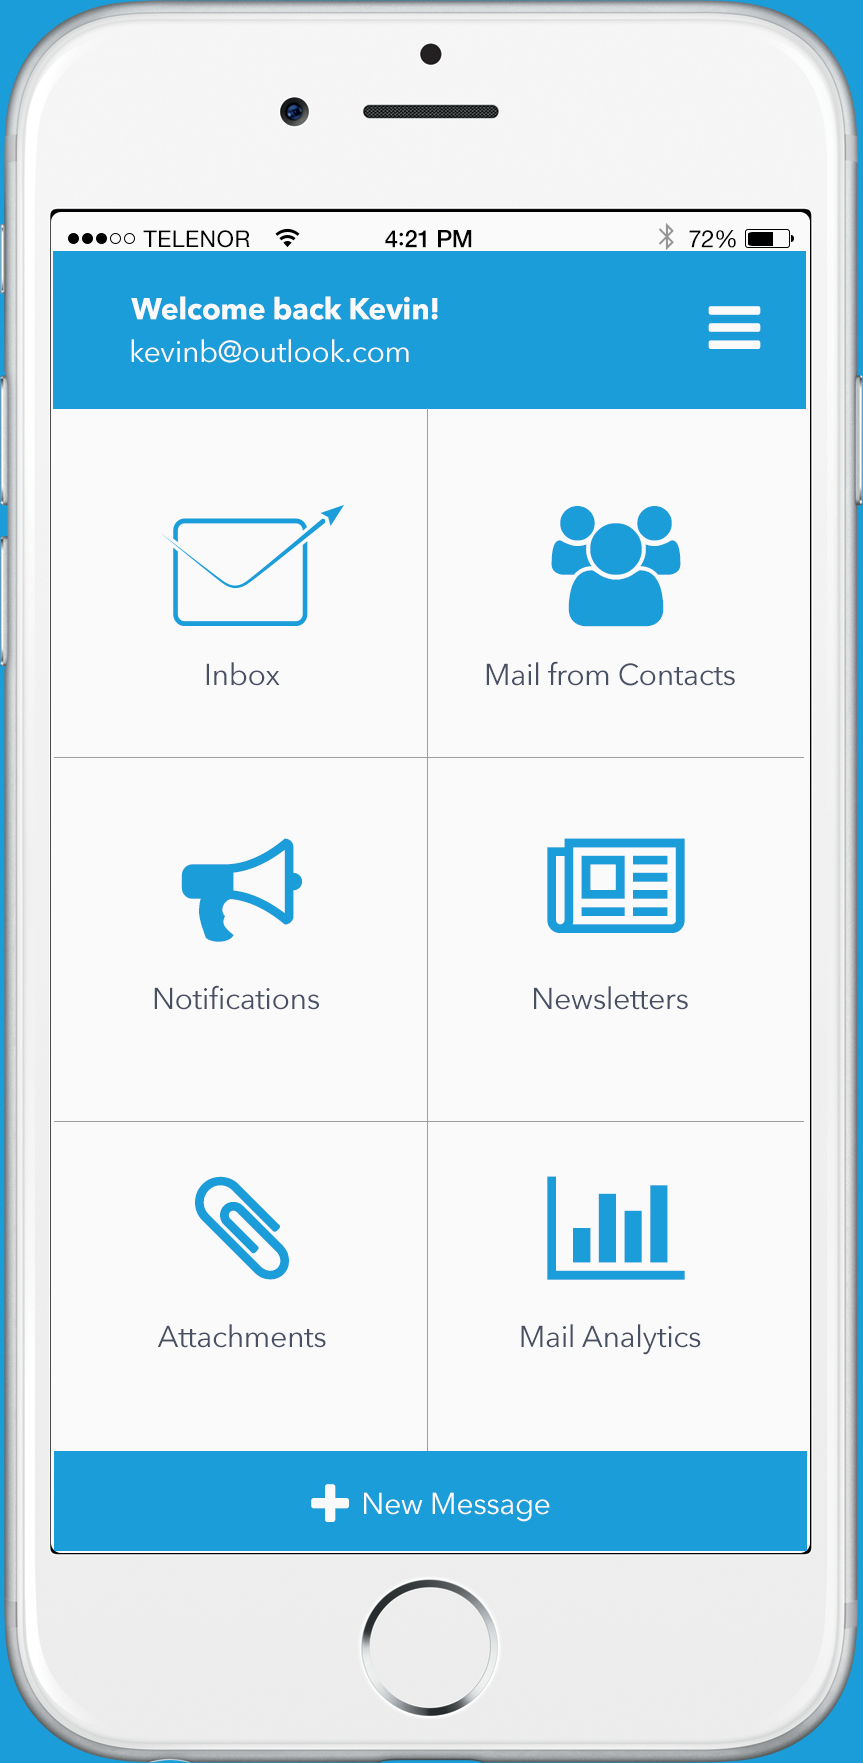 TELENOR 4:21 PM 72%
Welcome back Kevin!
kevinb@outlook.com
Inbox
Mail from Contacts
Notifications
Newsletters
Attachments
Mail Analytics
New Message